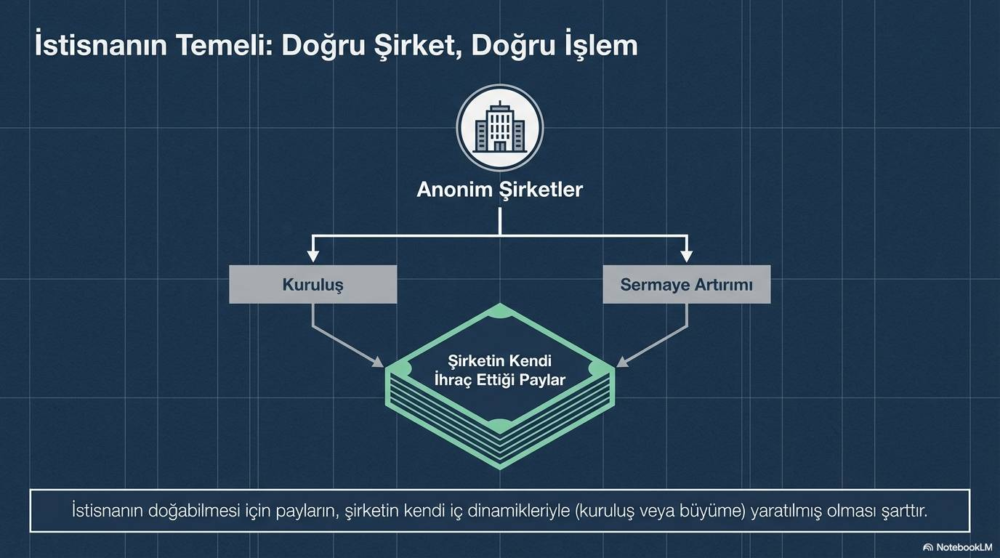 İstisnanın Temeli: Doğru Şirket, Doğru İşlem
Anonim Şirketler
Kuruluş
Sermaye Artırımı
Şirketin Kendi
İhraç Ettiği Paylar
İstisnanın doğabilmesi için payların, şirketin kendi iç dinamikleriyle (kuruluş veya büyüme) yaratılmış olması şarttır.
NotebookLM